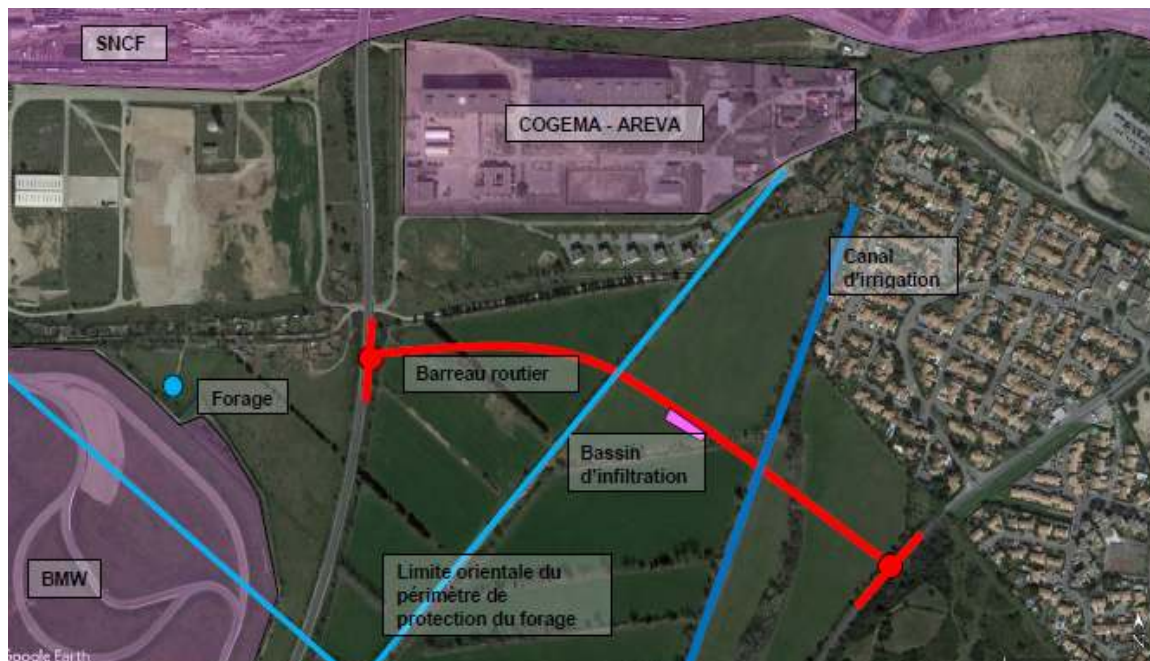 SNCF
COGEMA - AREVA
Canal
d'irrigation
Barreau routier
Forage
Bassin
d'infiltration
BMW
Limite orientale du
périmètre de
protection du forage
Google Earth
N